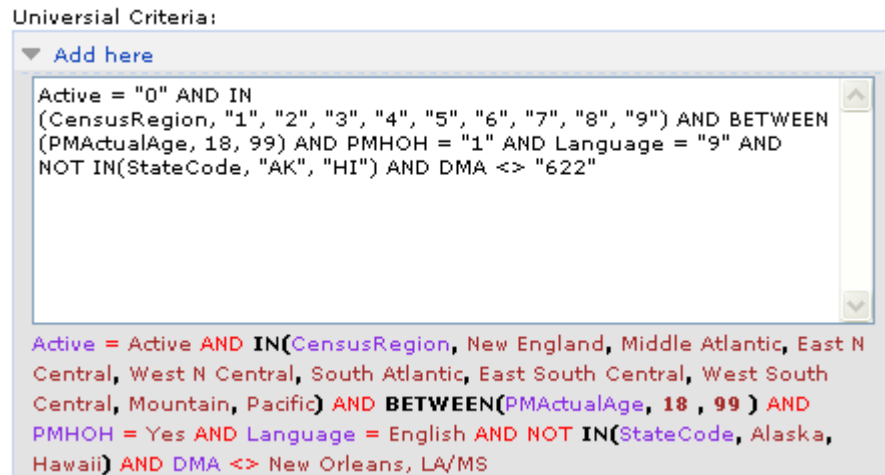 Universial Criteria:
Add here
Active = "0" AND IN
(CensusRegion, "1", "2", "3", "4", "5", "6", "7", "8", "9") AND BETWEEN
(PMActualAge, 18, 99) AND PMHOH = "1" AND Language = "9" AND
NOT IN(StateCode, "AK", "HI") AND DMA <> "622"
Active = Active AND IN(CensusRegion, New England, Middle Atlantic, East N
Central, West N Central, South Atlantic, East South Central, West South
Central, Mountain, Pacific) AND BETWEEN(PMActualAge, 18 , 99 ) AND
PMHOH = Yes AND Language = English AND NOT IN(StateCode, Alaska,
Hawaii) AND DMA <> New Orleans, LA/MS